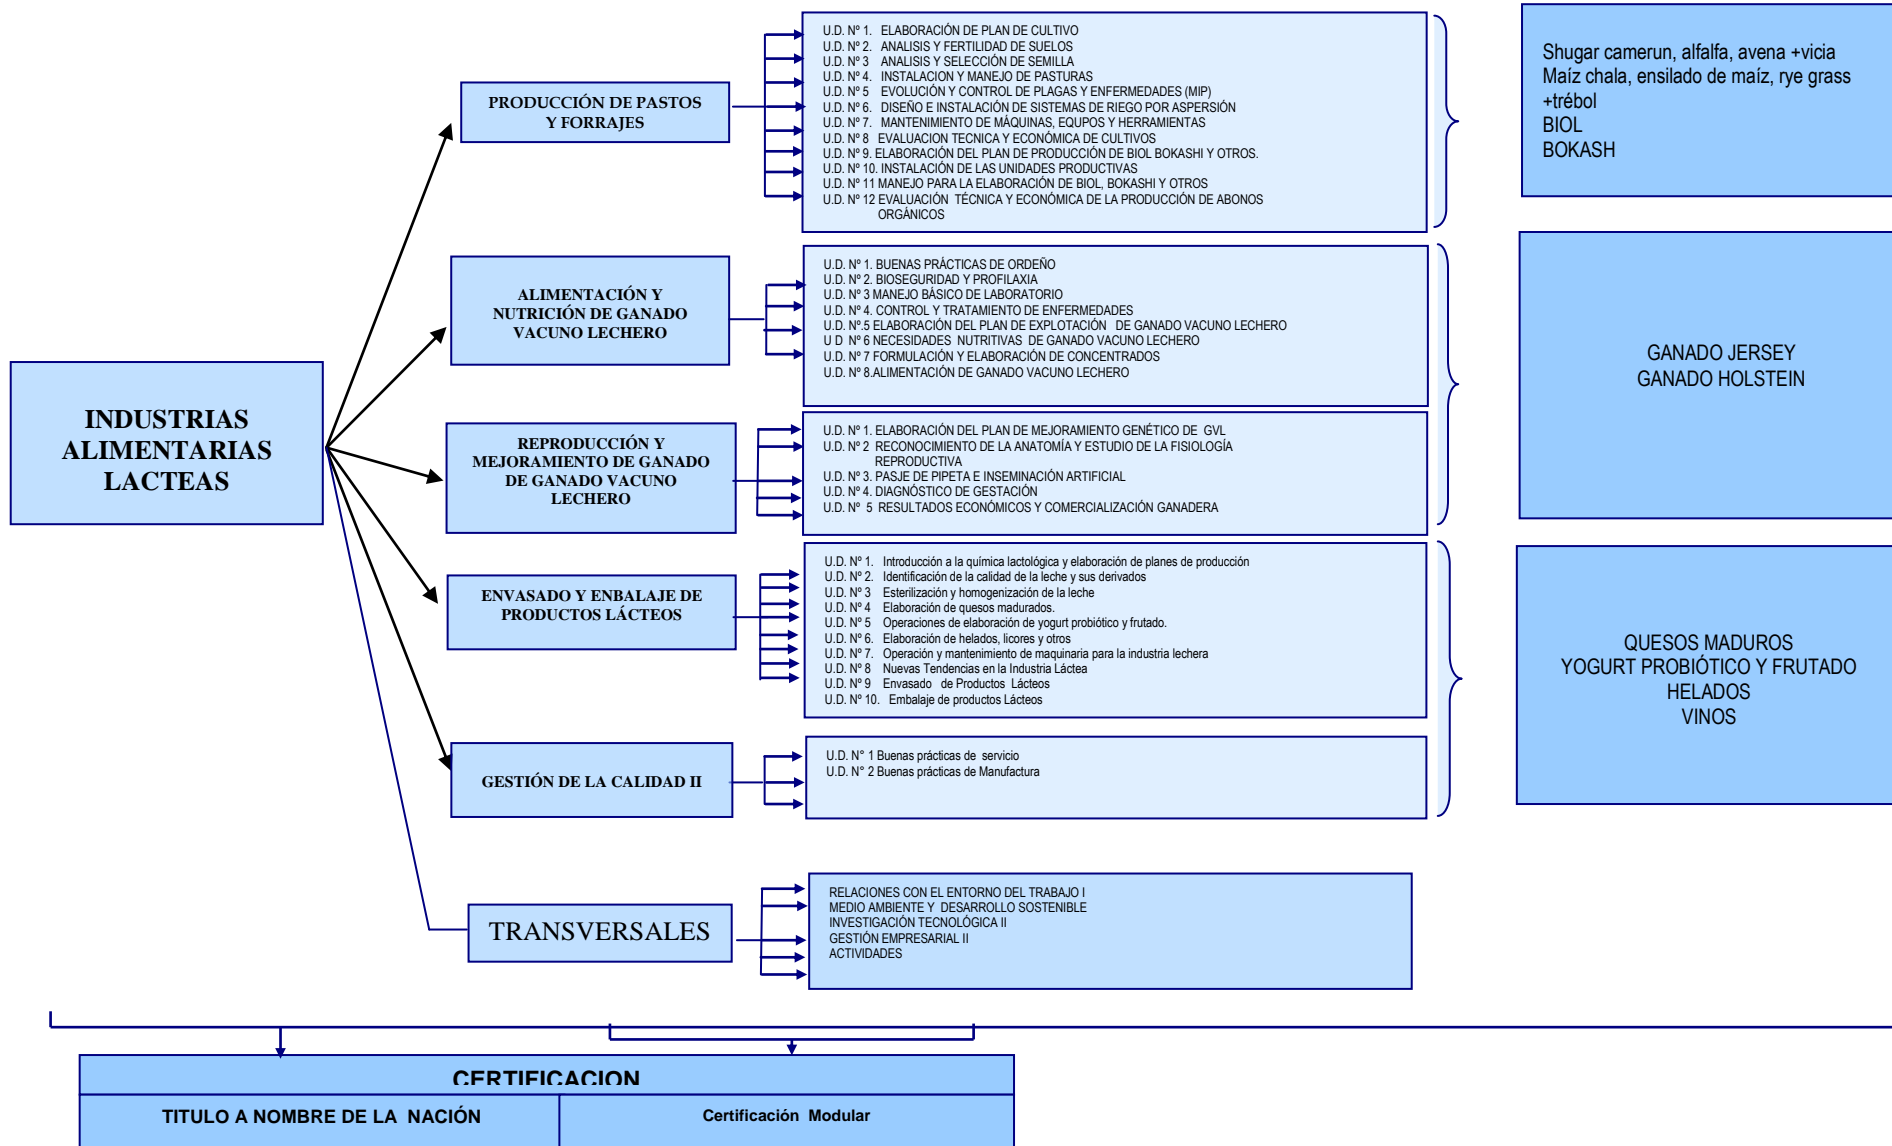 INDUSTRIAS
ALIMENTARIAS
LACTEAS
PRODUCCIÓN DE PASTOS
Y FORRAJES
U.D. Nº 1. ELABORACIÓN DE PLAN DE CULTIVO
U.D. Nº 2. ANALISIS Y FERTILIDAD DE SUELOS
U.D. Nº 3 ANALISIS Y SELECCIÓN DE SEMILLA
U.D. Nº 4. INSTALACION Y MANEJO DE PASTURAS
U.D. Nº 5 EVOLUCIÓN Y CONTROL DE PLAGAS Y ENFERMEDADES (MIP)
U.D. Nº 6. DISEÑO E INSTALACIÓN DE SISTEMAS DE RIEGO POR ASPERSIÓN
U.D. Nº 7. MANTENIMIENTO DE MÁQUINAS, EQUPOS Y HERRAMIENTAS
U.D. Nº 8 EVALUACION TECNICA Y ECONÓMICA DE CULTIVOS
U.D. Nº 9. ELABORACIÓN DEL PLAN DE PRODUCCIÓN DE BIOL BOKASHI Y OTROS.
U.D. Nº 10. INSTALACIÓN DE LAS UNIDADES PRODUCTIVAS
U.D. Nº 11 MANEJO PARA LA ELABORACIÓN DE BIOL, BOKASHI Y OTROS
U.D. Nº 12 EVALUACIÓN TÉCNICA Y ECONÓMICA DE LA PRODUCCIÓN DE ABONOS
ORGÁNICOS
Shugar camerun, alfalfa, avena +vicia
Maíz chala, ensilado de maíz, rye grass
+trébol
BIOL
BOKASH
ALIMENTACIÓN Y
NUTRICIÓN DE GANADO
VACUNO LECHERO
U.D. Nº 1. BUENAS PRÁCTICAS DE ORDEÑO
U.D. Nº 2. BIOSEGURIDAD Y PROFILAXIA
U.D. Nº 3 MANEJO BÁSICO DE LABORATORIO
U.D. Nº 4. CONTROL Y TRATAMIENTO DE ENFERMEDADES
U.D. Nº.5 ELABORACIÓN DEL PLAN DE EXPLOTACIÓN DE GANADO VACUNO LECHERO
U D Nº 6 NECESIDADES NUTRITIVAS DE GANADO VACUNO LECHERO
U.D. Nº 7 FORMULACIÓN Y ELABORACIÓN DE CONCENTRADOS
U.D. Nº 8.ALIMENTACIÓN DE GANADO VACUNO LECHERO
GANADO JERSEY
GANADO HOLSTEIN
REPRODUCCIÓN Y
MEJORAMIENTO DE GANADO
DE GANADO VACUNO
LECHERO
U.D. Nº 1. ELABORACIÓN DEL PLAN DE MEJORAMIENTO GENÉTICO DE GVL
U.D. Nº 2 RECONOCIMIENTO DE LA ANATOMÍA Y ESTUDIO DE LA FISIOLOGÍA
REPRODUCTIVA
U.D. Nº 3. PASJE DE PIPETA E INSEMINACIÓN ARTIFICIAL
U.D. Nº 4. DIAGNÓSTICO DE GESTACIÓN
U.D. Nº 5 RESULTADOS ECONÓMICOS Y COMERCIALIZACIÓN GANADERA
ENVASADO Y ENBALAJE DE
PRODUCTOS LÁCTEOS
U.D. Nº 1. Introducción a la química lactológica y elaboración de planes de producción
U.D. Nº 2. Identificación de la calidad de la leche y sus derivados
U.D. Nº 3 Esterilización y homogenización de la leche
U.D. Nº 4 Elaboración de quesos madurados.
U.D. Nº 5 Operaciones de elaboración de yogurt probiótico y frutado.
U.D. Nº 6. Elaboración de helados, licores y otros
U.D. Nº 7. Operación y mantenimiento de maquinaria para la industria lechera
U.D. Nº 8 Nuevas Tendencias en la Industria Láctea
U.D. Nº 9 Envasado de Productos Lácteos
U.D. Nº 10. Embalaje de productos Lácteos
QUESOS MADUROS
YOGURT PROBIÓTICO Y FRUTADO
HELADOS
VINOS
GESTIÓN DE LA CALIDAD II
U.D. N° 1 Buenas prácticas de servicio
U.D. N° 2 Buenas prácticas de Manufactura
TRANSVERSALES
RELACIONES CON EL ENTORNO DEL TRABAJO I
MEDIO AMBIENTE Y DESARROLLO SOSTENIBLE
INVESTIGACIÓN TECNOLÓGICA II
GESTIÓN EMPRESARIAL II
ACTIVIDADES
CERTIFICACION
TITULO A NOMBRE DE LA NACIÓN
Certificación Modular